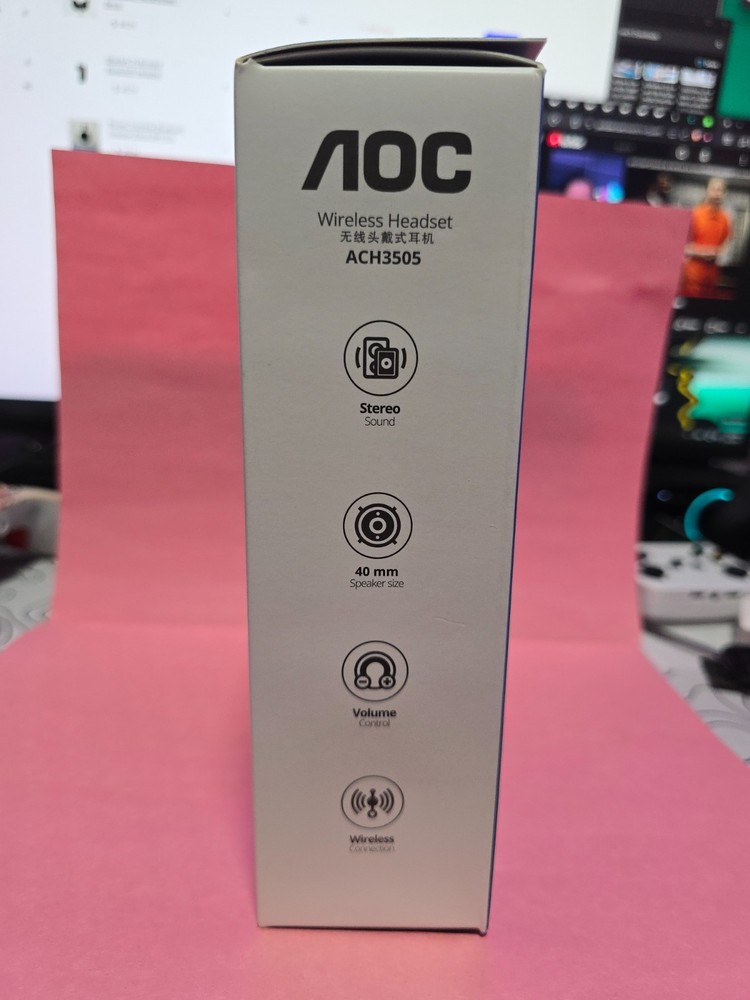 AOC
Wireless Headset
无线头戴式耳机
ACH3505
Stereo
Sound
40 mm
Speaker size
Volume
Control
Wireless
Connection